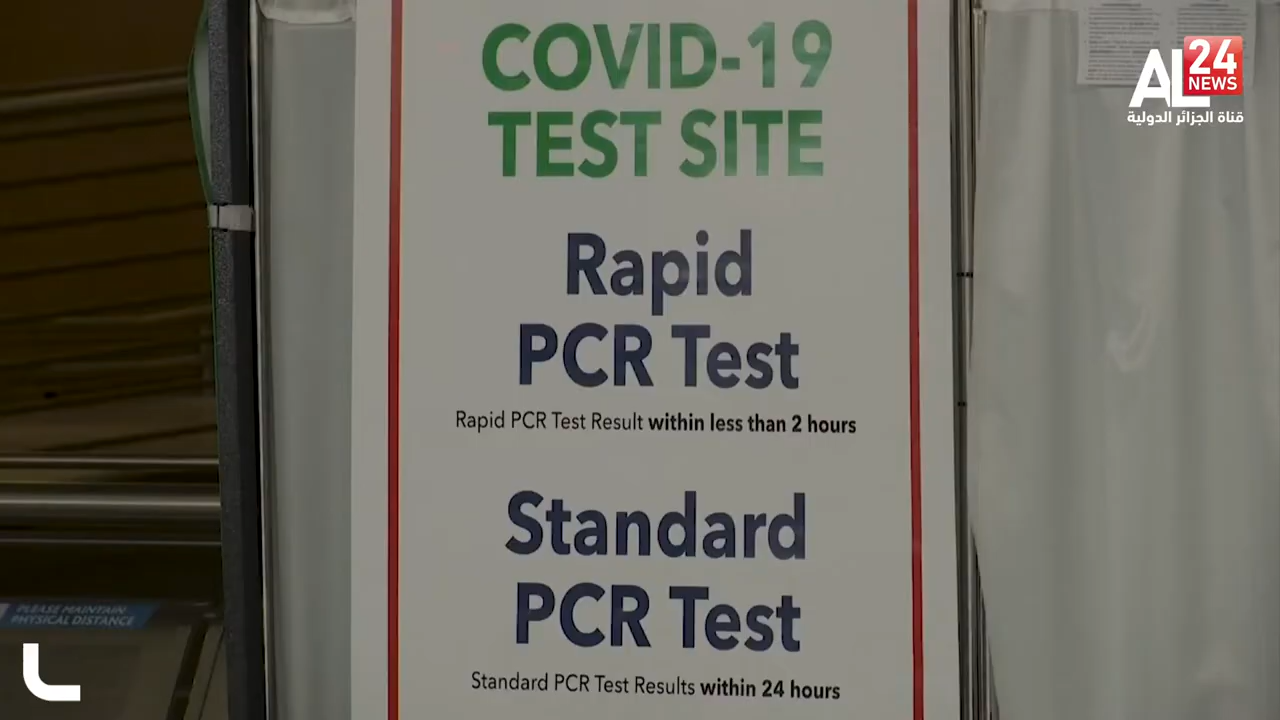 COVID-19
TEST SITE
Rapid
PCR Test
Rapid PCR Test Result within less than 2 hours
Standard
PCR Test
Standard PCR Test Results within 24 hours
AL 24
NEWS
قناة الجزائر الدولية
PLEASE MAINTAIN
PHYSICAL DISTANCE